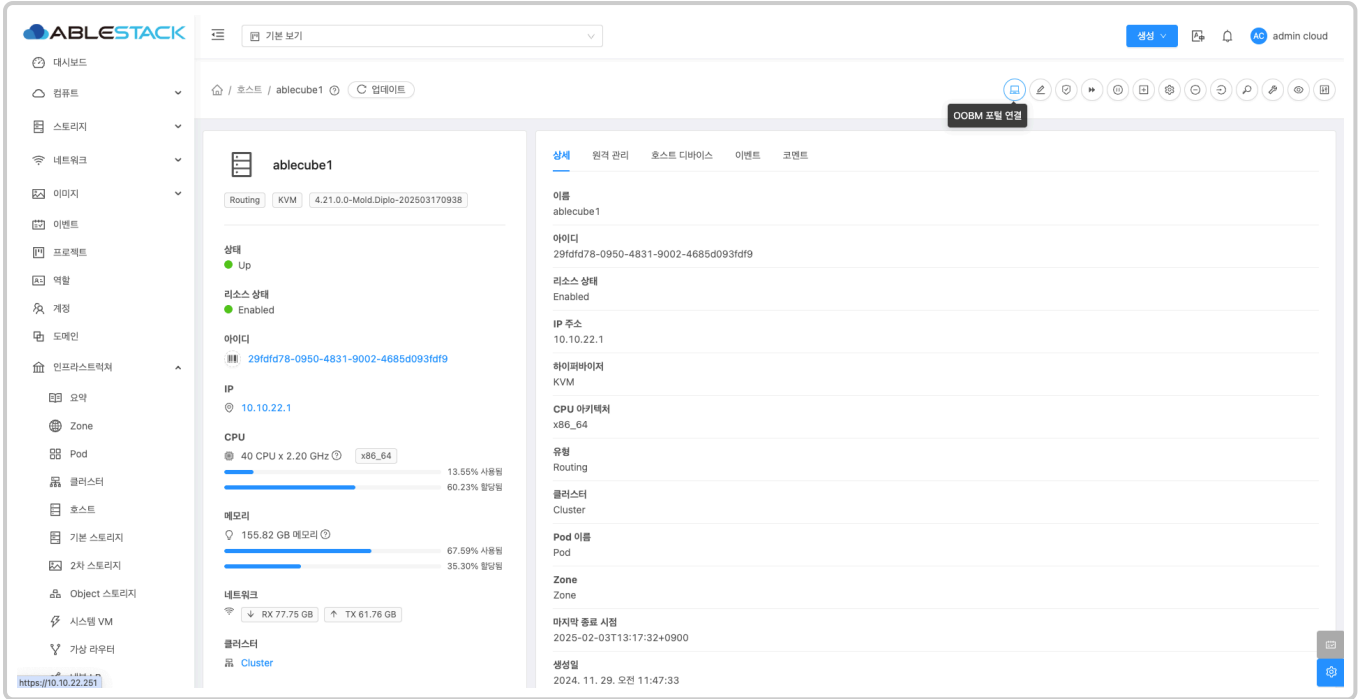 ABLESTACK
기본 보기
생성
admin cloud
AC
대시보드
컴퓨트
스토리지
네트워크
이미지
이벤트
프로젝트
역할
계정
도메인
인프라스트럭쳐
요약
Zone
Pod
클러스터
호스트
기본 스토리지
2차 스토리지
Object 스토리지
시스템 VM
가상 라우터
https://10.10.22.251
/ 호스트 / ablecube1 업데이트
OOBM 포털 연결
ablecube1
Routing KVM 4.21.0.0-Mold.Diplo-202503170938
상태
Up
리소스 상태
Enabled
아이디
29fdfd78-0950-4831-9002-4685d093fdf9
IP
10.10.22.1
CPU
40 CPU x 2.20 GHz x86_64
13.55% 사용됨
60.23% 할당됨
메모리
155.82 GB 메모리
67.59% 사용됨
35.30% 할당됨
네트워크
RX 77.75 GB TX 61.76 GB
클러스터
Cluster
상세 원격 관리 호스트 디바이스 이벤트 코멘트
이름
ablecube1
아이디
29fdfd78-0950-4831-9002-4685d093fdf9
리소스 상태
Enabled
IP 주소
10.10.22.1
하이퍼바이저
KVM
CPU 아키텍처
x86_64
유형
Routing
클러스터
Cluster
Pod 이름
Pod
Zone
Zone
마지막 종료 시점
2025-02-03T13:17:32+0900
생성일
2024. 11. 29. 오전 11:47:33